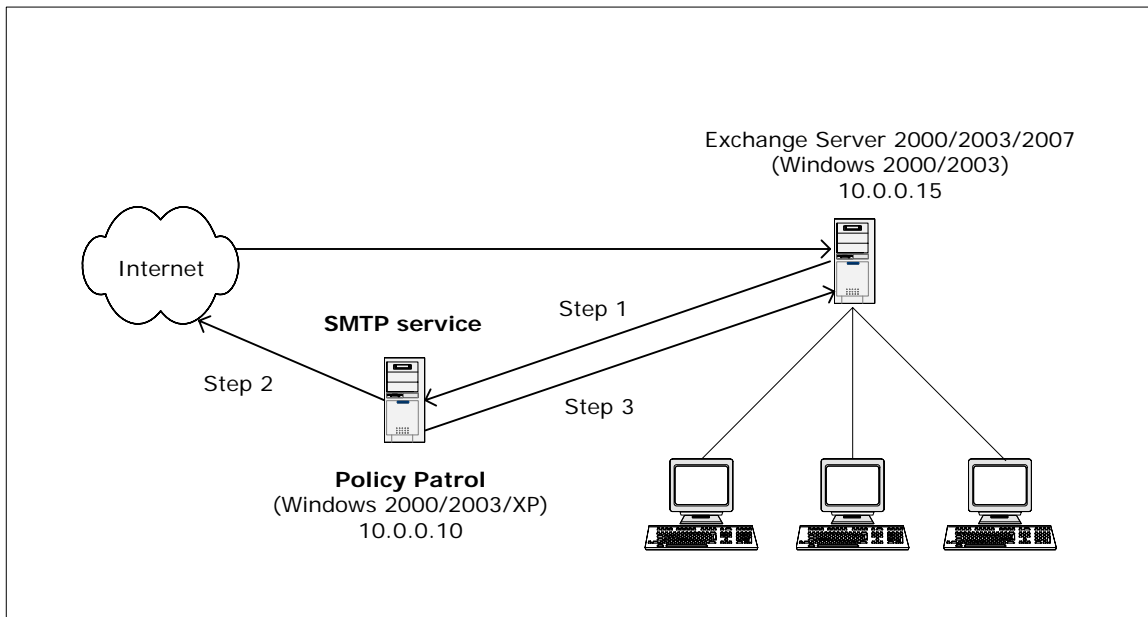 Exchange Server 2000/2003/2007
(Windows 2000/2003)
10.0.0.15
Internet
Step 1
SMTP service
Step 2
Step 3
Policy Patrol
(Windows 2000/2003/XP)
10.0.0.10